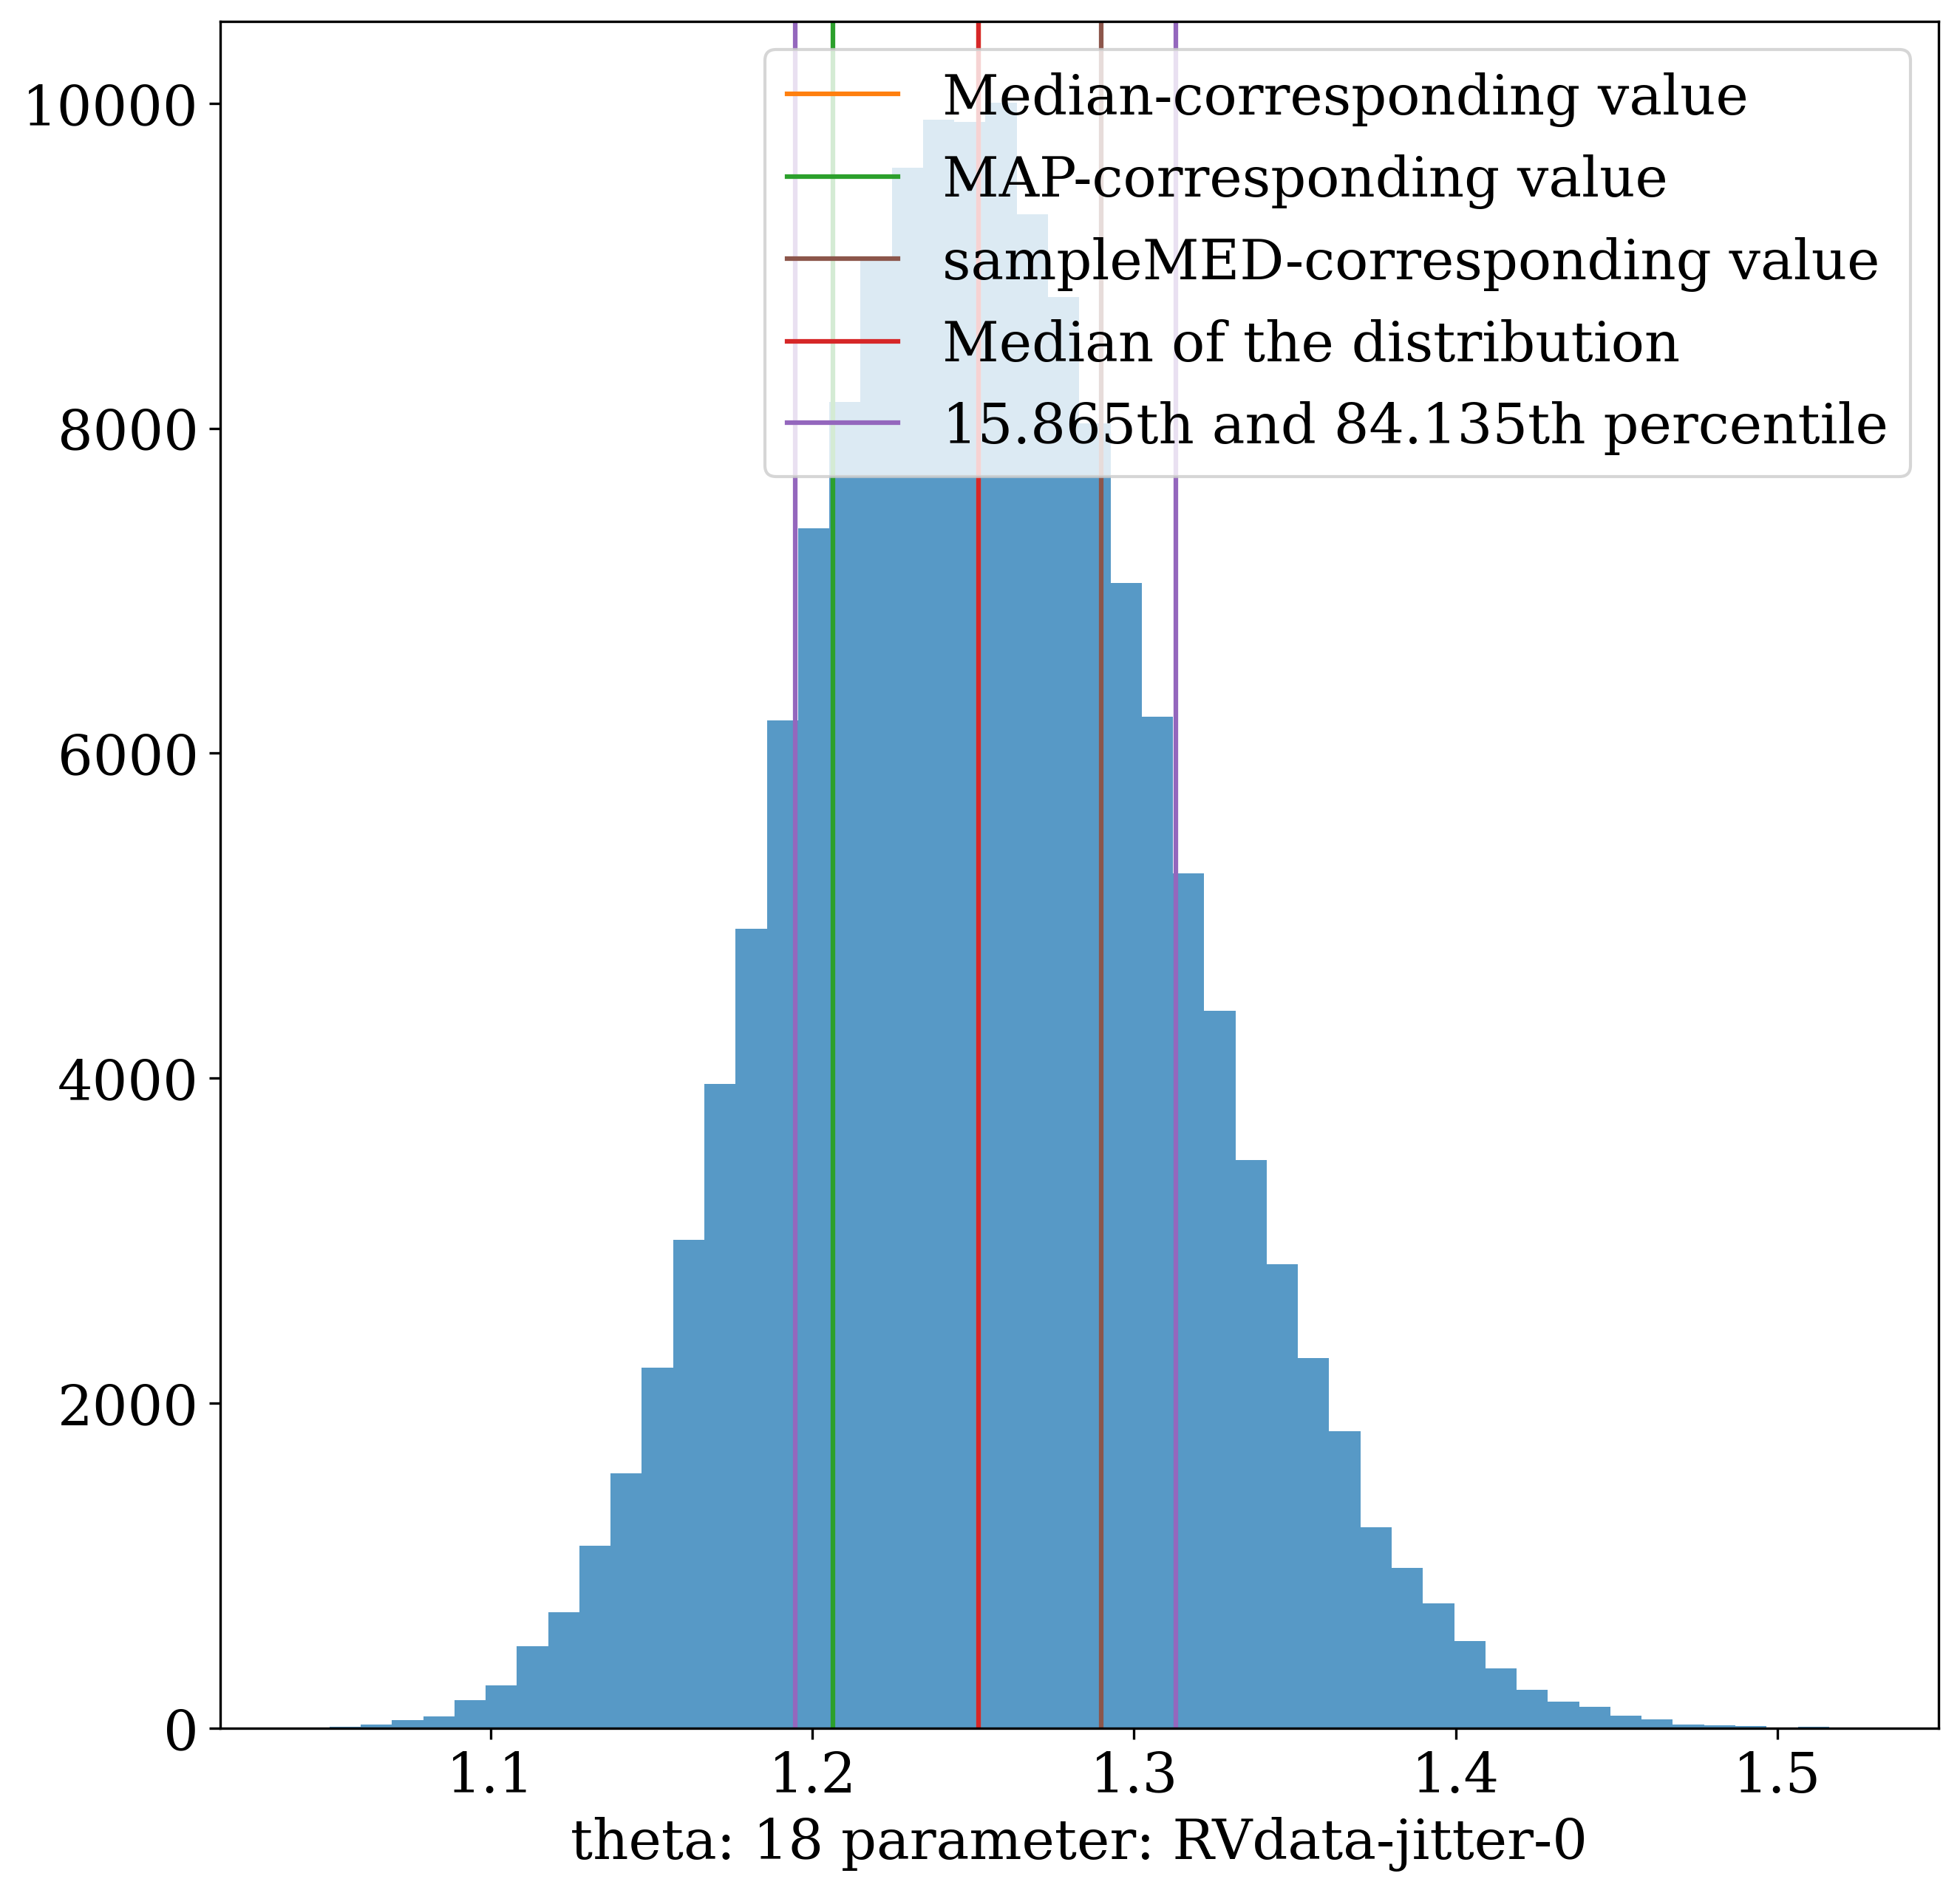 10000
8000
6000
4000
2000
0
Median-corresponding value
MAP-corresponding value
sampleMED-corresponding value
Median of the distribution
15.865th and 84.135th percentile
1.1 1.2 1.3 1.4 1.5
theta: 18 parameter: RVdata-jitter-0